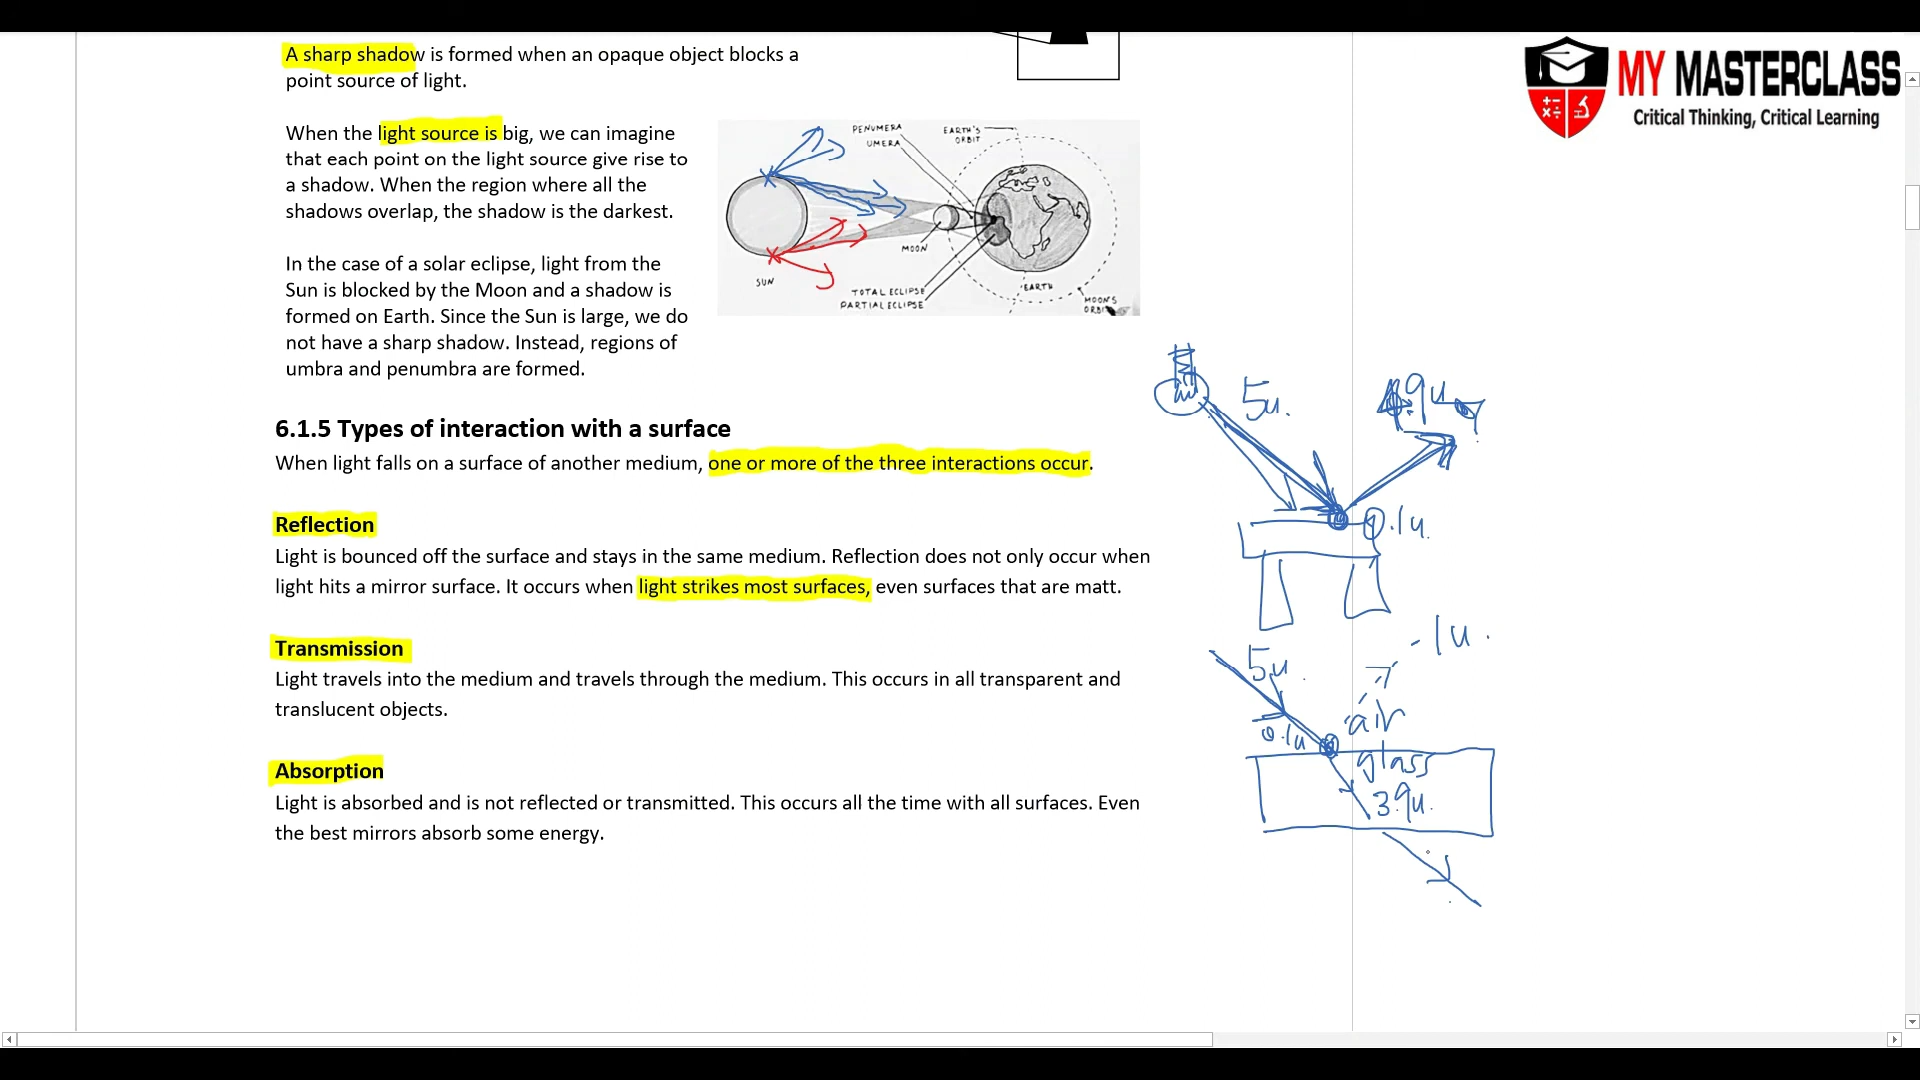 A sharp shadow is formed when an opaque object blocks a
point source of light.
When the light source is big, we can imagine
that each point on the light source give rise to
a shadow. When the region where all the
shadows overlap, the shadow is the darkest.
In the case of a solar eclipse, light from the
Sun is blocked by the Moon and a shadow is
formed on Earth. Since the Sun is large, we do
not have a sharp shadow. Instead, regions of
umbra and penumbra are formed.
PENUMERA
UMERA
EARTH'S
ORBIT
MOON
SUN
TOTAL ECLIPSE
PARTIAL ECLIPSE
EARTH
MOON'S
ORBIT
MY MASTERCLASS
Critical Thinking, Critical Learning
6.1.5 Types of interaction with a surface
When light falls on a surface of another medium, one or more of the three interactions occur.
Reflection
Light is bounced off the surface and stays in the same medium. Reflection does not only occur when
light hits a mirror surface. It occurs when light strikes most surfaces, even surfaces that are matt.
Transmission
Light travels into the medium and travels through the medium. This occurs in all transparent and
translucent objects.
Absorption
Light is absorbed and is not reflected or transmitted. This occurs all the time with all surfaces. Even
the best mirrors absorb some energy.
5u.
0.1u.
1u.
5u
air
0.1u
glass
3.9u.